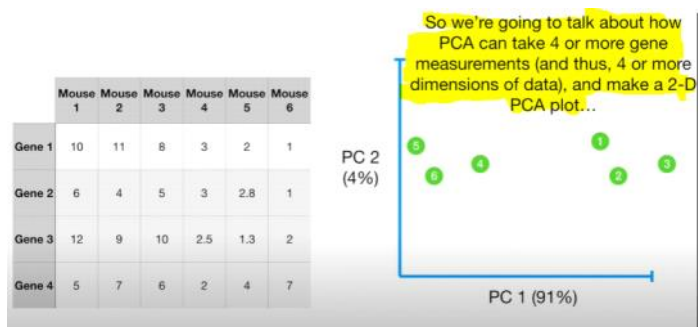 So we're going to talk about how
PCA can take 4 or more gene
measurements (and thus, 4 or more
dimensions of data), and make a 2-D
PCA plot...
Mouse Mouse Mouse Mouse Mouse Mouse
1 2 3 4 5 6
Gene 1 10 11 8 3 2 1
Gene 2 6 4 5 3 2.8 1
Gene 3 12 9 10 2.5 1.3 2
Gene 4 5 7 6 2 4 7
PC 2
(4%)
5
6
4
1
2
3
PC 1 (91%)